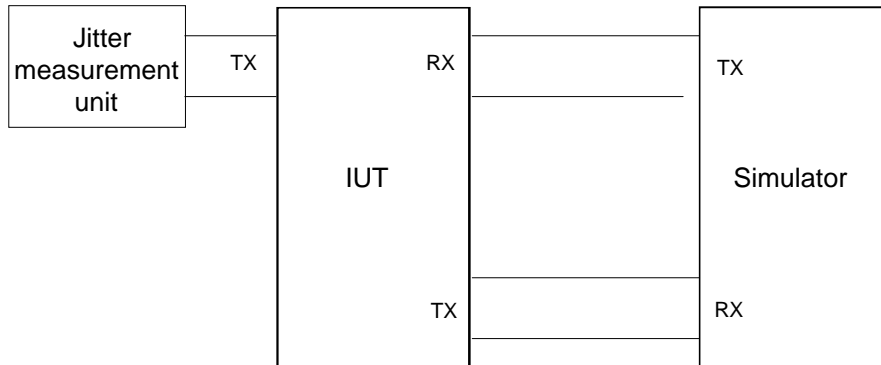 Jitter
measurement
unit
TX
RX
TX
IUT
Simulator
TX
RX